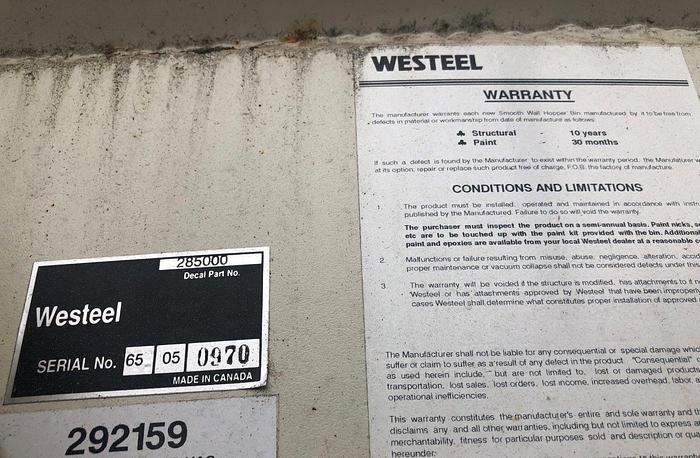 WESTEEL
WARRANTY
The manufacturer warrants each new Smooth Wall Hopper Bin manufactured by it to be free from
defects in material or workmanship from date of manufacture as follows:
♣ Structural 10 years
♣ Paint 30 months
If such a defect is found by the Manufacturer to exist within the warranty period, the Manufacturer w
at its option, repair or replace such product free of charge, F.O.B. the factory of manufacture.
CONDITIONS AND LIMITATIONS
1. The product must be installed, operated and maintained in accordance with instru
published by the Manufactured. Failure to do so will void the warranty.
The purchaser must inspect the product on a semi-annual basis. Paint nicks, s
etc are to be touched up with the paint kit provided with the bin. Additional
paint and epoxies are available from your local Westeel dealer at a reasonable
2. Malfunctions or failure resulting from misuse, abuse, negligence, alteration, accid
proper maintenance or vacuum collapse shall not be considered defects under this
3. The warranty will be voided if the structure is modified, has attachments to it n
Westeel or has attachments approved by Westeel that have been improperly
cases Westeel shall determine what constitutes proper installation of approved
The Manufacturer shall not be liable for any consequential or special damage whic
suffer or claim to suffer as a result of any defect in the product. "Consequential"
as used herein include, but are not limited to, lost or damaged products
transportation, lost sales, lost orders, lost income, increased overhead, labor, a
operational inefficiencies.
This warranty constitutes the manufacturer's entire and sole warranty and
disclaims any and all other warranties, including but not limited to express a
merchantability, fitness for particular purposes sold and description or qua
hereunder.
285000
Decal Part No.
Westeel
SERIAL No. 65 05 0970
MADE IN CANADA
292159